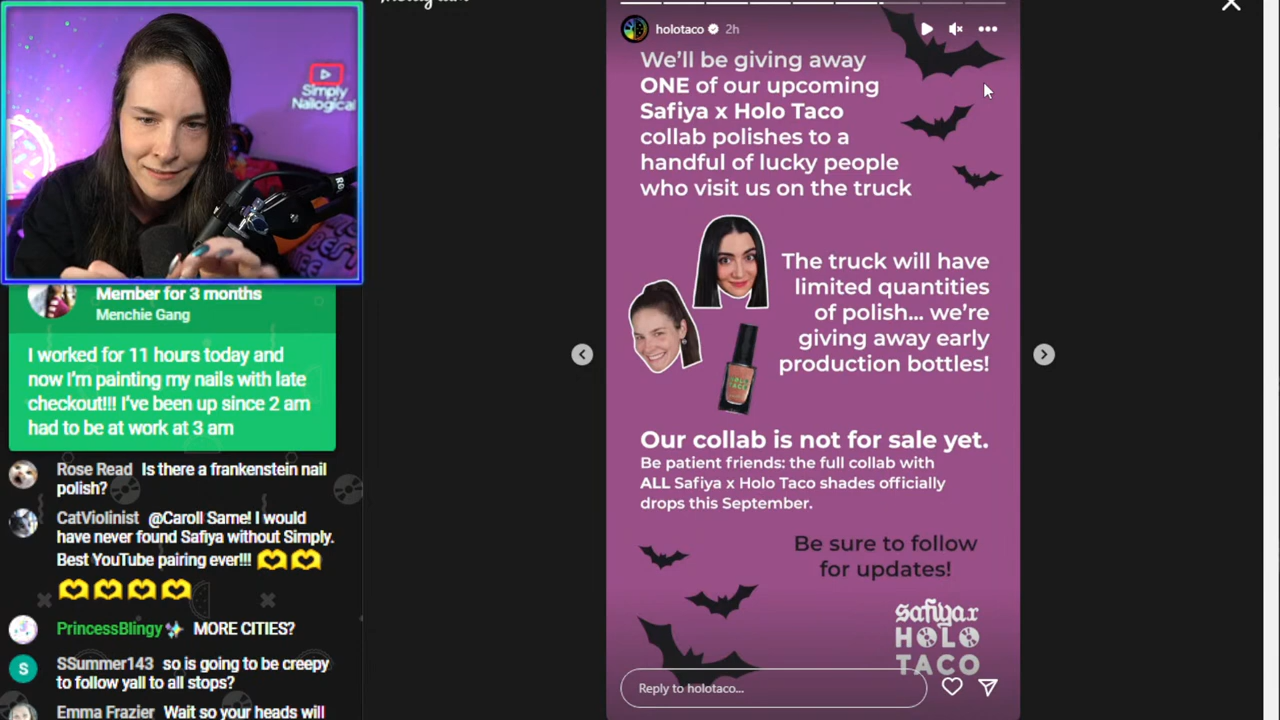 Simply
Nailogical
Member for 3 months
Menchie Gang
I worked for 11 hours today and
now I'm painting my nails with late
checkout!!! I've been up since 2 am
had to be at work at 3 am
Rose Read Is there a frankenstein nail
polish?
CatViolinist @Caroll Same! I would
have never found Safiya without Simply.
Best YouTube pairing ever!!!
PrincessBlingy MORE CITIES?
SSummer143 so is going to be creepy
to follow yall to all stops?
Emma Frazier Wait so your heads will
holotaco 2h
We'll be giving away
ONE of our upcoming
Safiya x Holo Taco
collab polishes to a
handful of lucky people
who visit us on the truck
The truck will have
limited quantities
of polish... we're
giving away early
production bottles!
HOLO
TACO
Our collab is not for sale yet.
Be patient friends: the full collab with
ALL Safiya x Holo Taco shades officially
drops this September.
Be sure to follow
for updates!
safiya x
HOLO
TACO
Reply to holotaco...